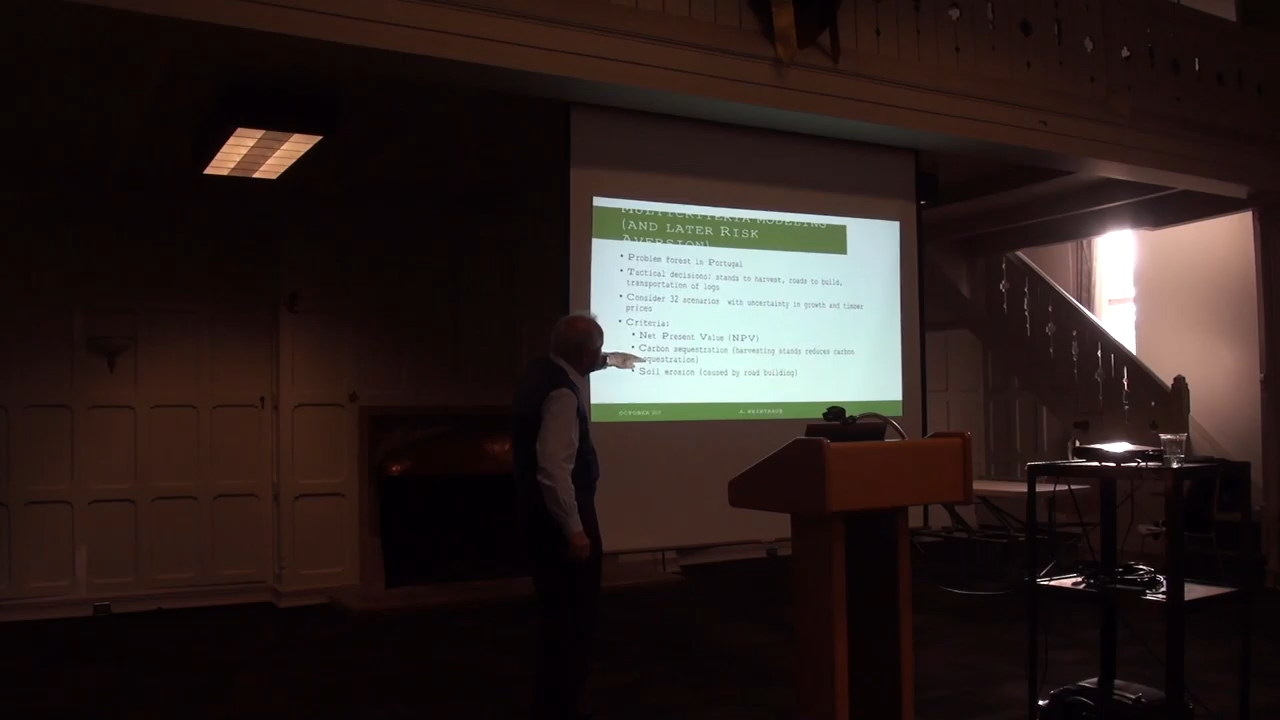 MULTICRITERIA MODELING
(AND LATER RISK
AVERSION)
• Problem forest in Portugal
• Tactical decisions: stands to harvest, roads to build,
transportation of logs
• Consider 32 scenarios with uncertainty in growth and timber
prices
• Criteria:
• Net Present Value (NPV)
• Carbon sequestration (harvesting stands reduces carbon
sequestration)
• Soil erosion (caused by road building)
OCTOBER